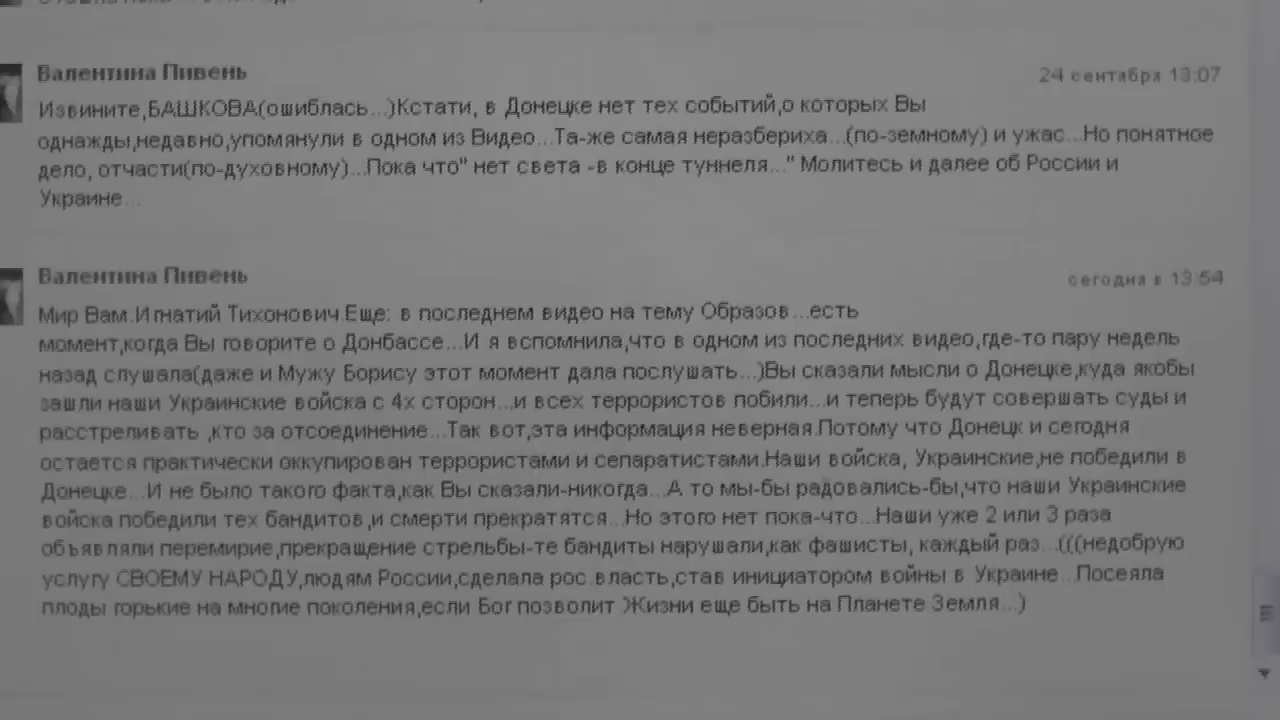 Валентина Пивень
24 сентября 13:07
Извините,БАШКОВА(ошиблась...)Кстати, в Донецке нет тех событий,о которых Вы
однажды,недавно,упомянули в одном из Видео...Та-же самая неразбериха...(по-земному) и ужас...Но понятное
дело, отчасти(по-духовному)...Пока что" нет света -в конце туннеля..." Молитесь и далее об России и
Украине...
Валентина Пивень
сегодня в 13:54
Мир Вам.Игнатий Тихонович.Еще: в последнем видео на тему Образов...есть
момент,когда Вы говорите о Донбассе...И я вспомнила,что в одном из последних видео,где-то пару недель
назад слушала(даже и Мужу Борису этот момент дала послушать...)Вы сказали мысли о Донецке,куда якобы
зашли наши Украинские войска с 4х сторон...и всех террористов побили...и теперь будут совершать суды и
расстреливать ,кто за отсоединение...Так вот,эта информация неверная.Потому что Донецк и сегодня
остается практически оккупирован террористами и сепаратистами.Наши войска, Украинские,не победили в
Донецке...И не было такого факта,как Вы сказали-никогда...А то мы-бы радовались-бы,что наши Украинские
войска победили тех бандитов,и смерти прекратятся...Но этого нет пока-что...Наши уже 2 или 3 раза
объявляли перемирие,прекращение стрельбы-те бандиты нарушали,как фашисты, каждый раз...(((недобрую
услугу СВОЕМУ НАРОДУ,людям России,сделала рос.власть,став инициатором войны в Украине...Посеяла
плоды горькие на многие поколения,если Бог позволит Жизни еще быть на Планете Земля...)